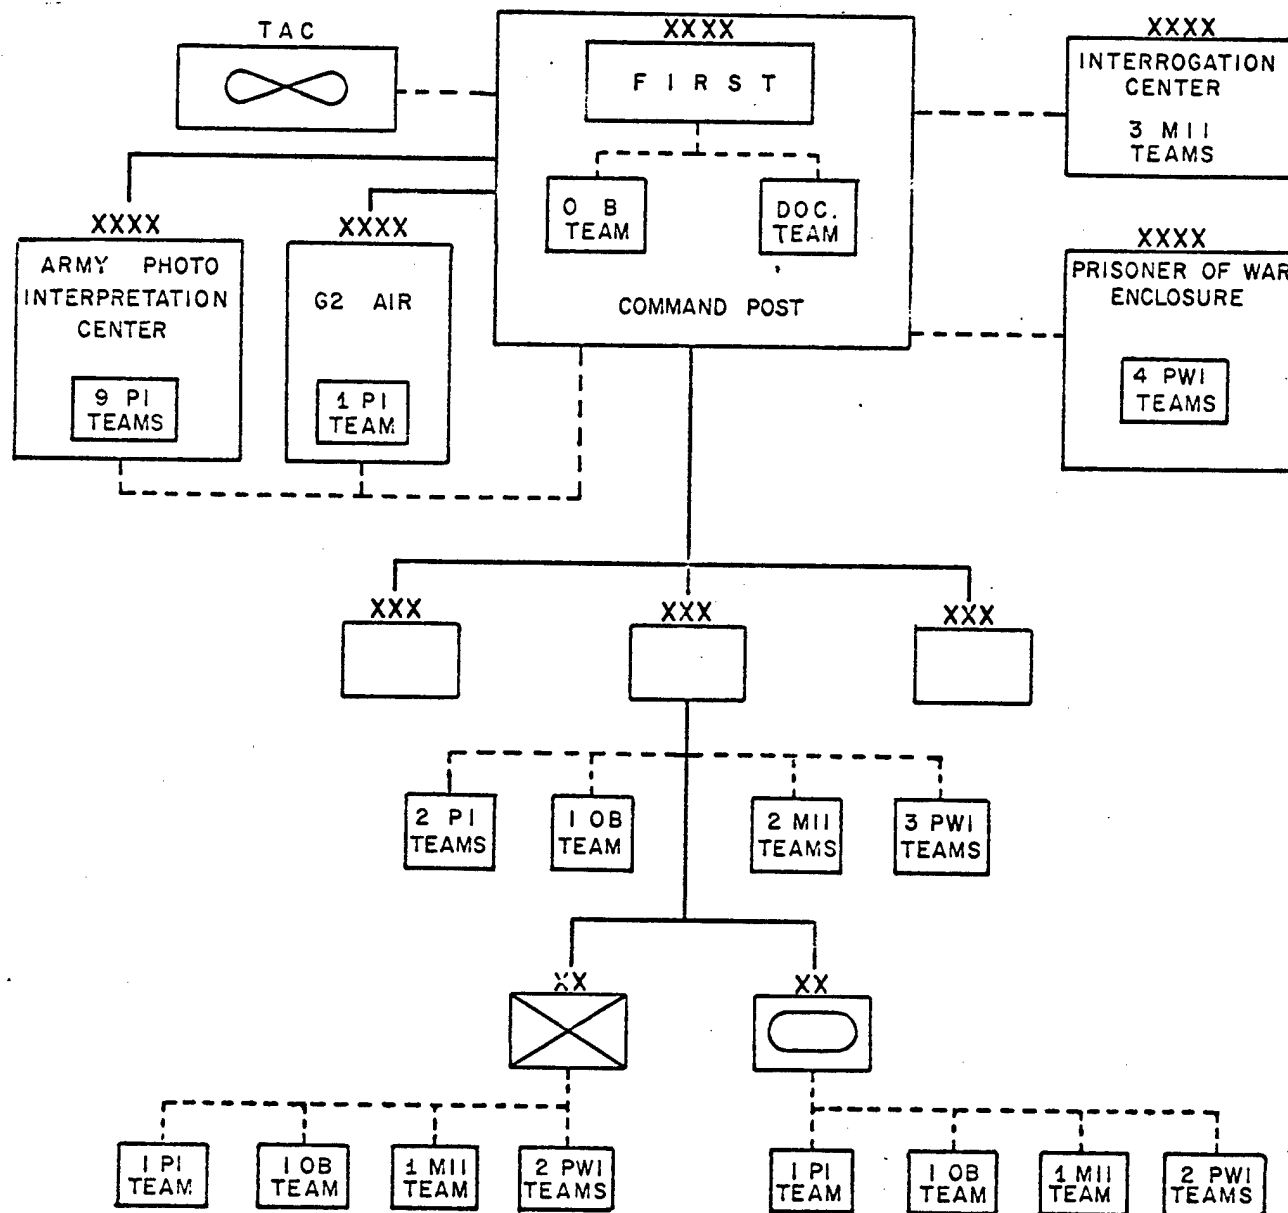 TAC
XXXX
FIRST
O B
TEAM
DOC.
TEAM
COMMAND POST
XXXX
INTERROGATION
CENTER
3 MII
TEAMS
XXXX
ARMY PHOTO
INTERPRETATION
CENTER
9 PI
TEAMS
XXXX
G2 AIR
1 PI
TEAM
XXXX
PRISONER OF WAR
ENCLOSURE
4 PWI
TEAMS
XXX
XXX
XXX
2 PI
TEAMS
1 OB
TEAM
2 MII
TEAMS
3 PWI
TEAMS
XX
XX
1 PI
TEAM
1 OB
TEAM
1 MII
TEAM
2 PWI
TEAMS
1 PI
TEAM
1 OB
TEAM
1 MII
TEAM
2 PWI
TEAMS